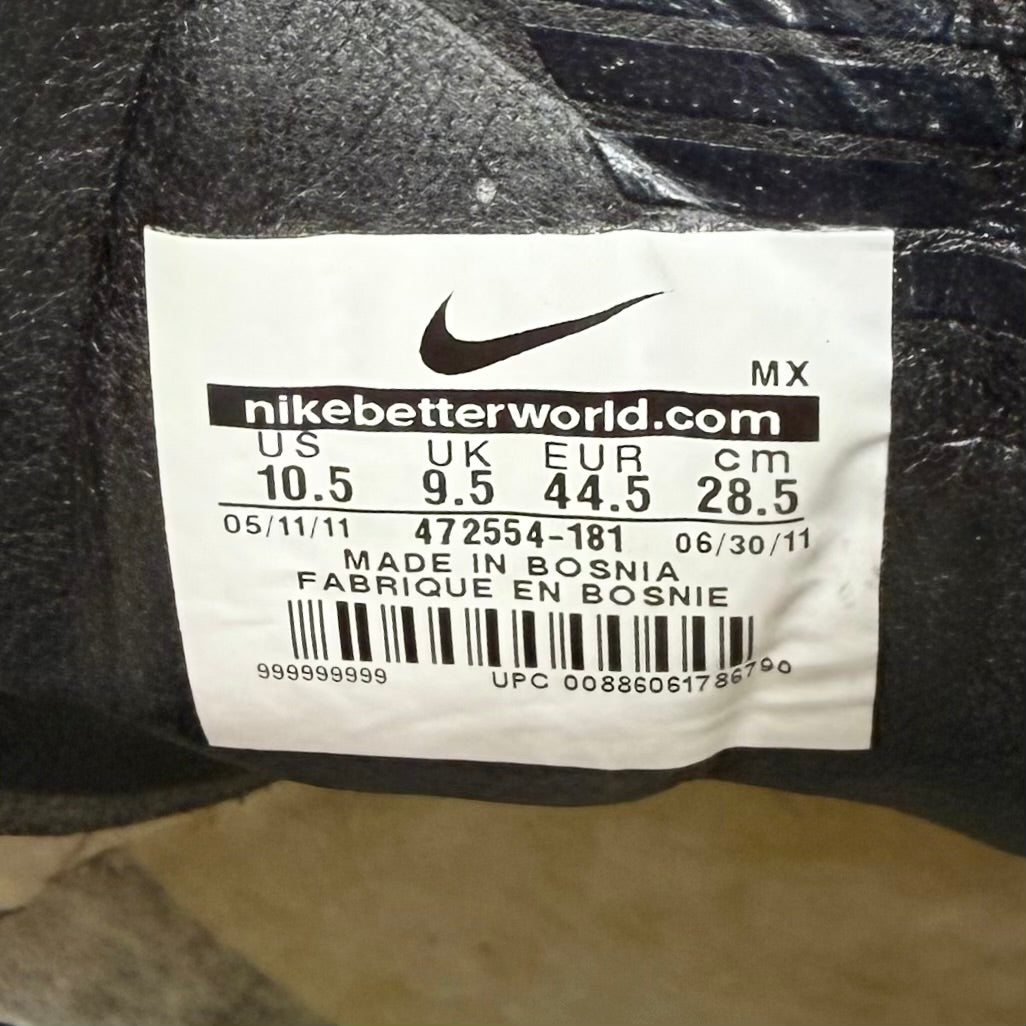 MX
nikebetterworld.com
US UK EUR cm
10.5 9.5 44.5 28.5
05/11/11 472554-181 06/30/11
MADE IN BOSNIA
FABRIQUE EN BOSNIE
999999999 UPC 00886061786790